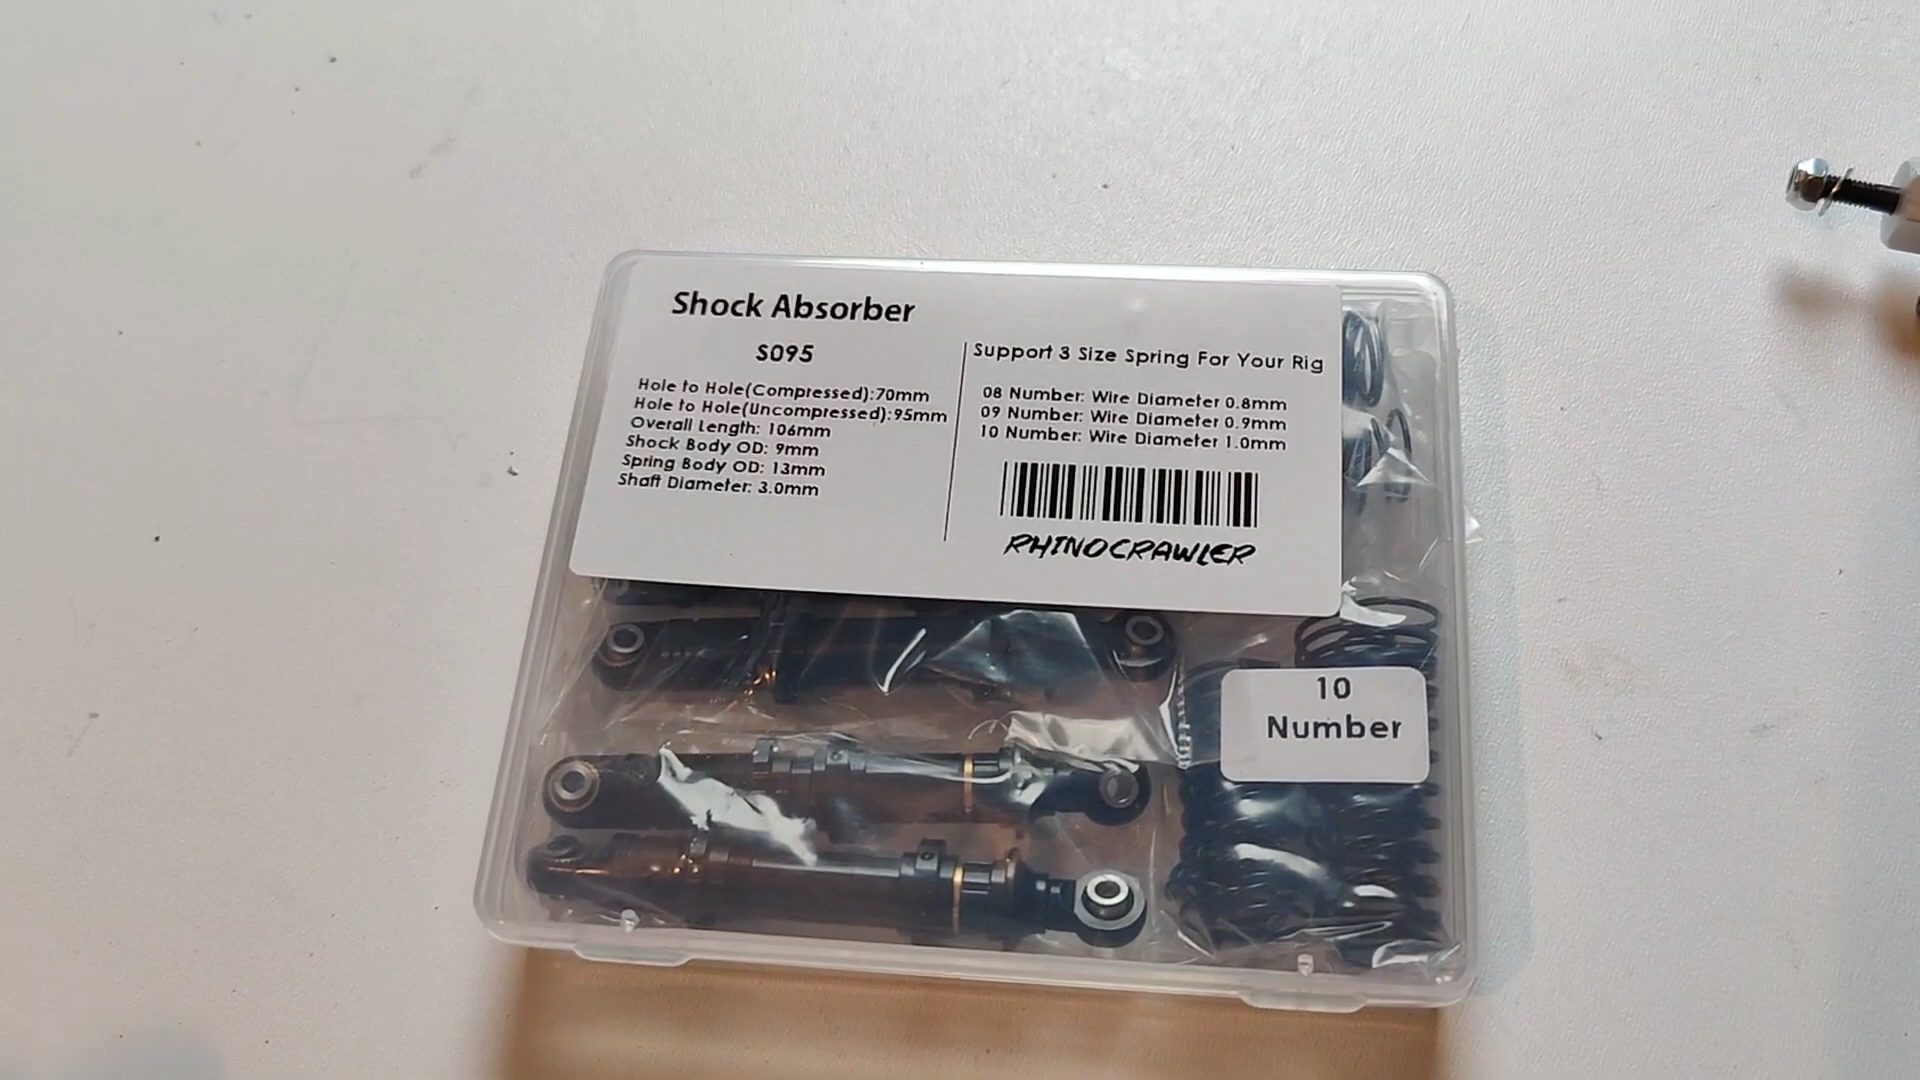 Shock Absorber
S095
Hole to Hole(Compressed):70mm
Hole to Hole(Uncompressed):95mm
Overall Length: 106mm
Shock Body OD: 9mm
Spring Body OD: 13mm
Shaft Diameter: 3.0mm
Support 3 Size Spring For Your Rig
08 Number: Wire Diameter 0.8mm
09 Number: Wire Diameter 0.9mm
10 Number: Wire Diameter 1.0mm
RHINOCRAWLER
10
Number